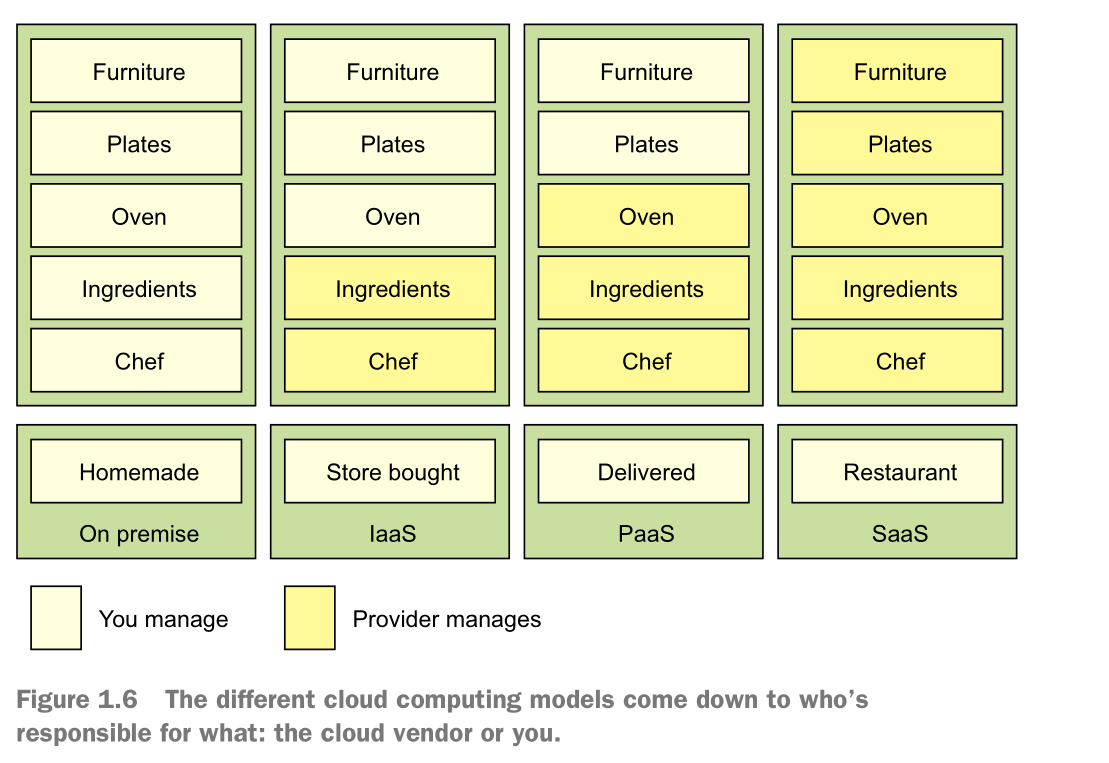 Furniture
Plates
Oven
Ingredients
Chef
Homemade
On premise
Furniture
Plates
Oven
Ingredients
Chef
Store bought
IaaS
Furniture
Plates
Oven
Ingredients
Chef
Delivered
PaaS
Furniture
Plates
Oven
Ingredients
Chef
Restaurant
SaaS
You manage
Provider manages
Figure 1.6 The different cloud computing models come down to who’s
responsible for what: the cloud vendor or you.